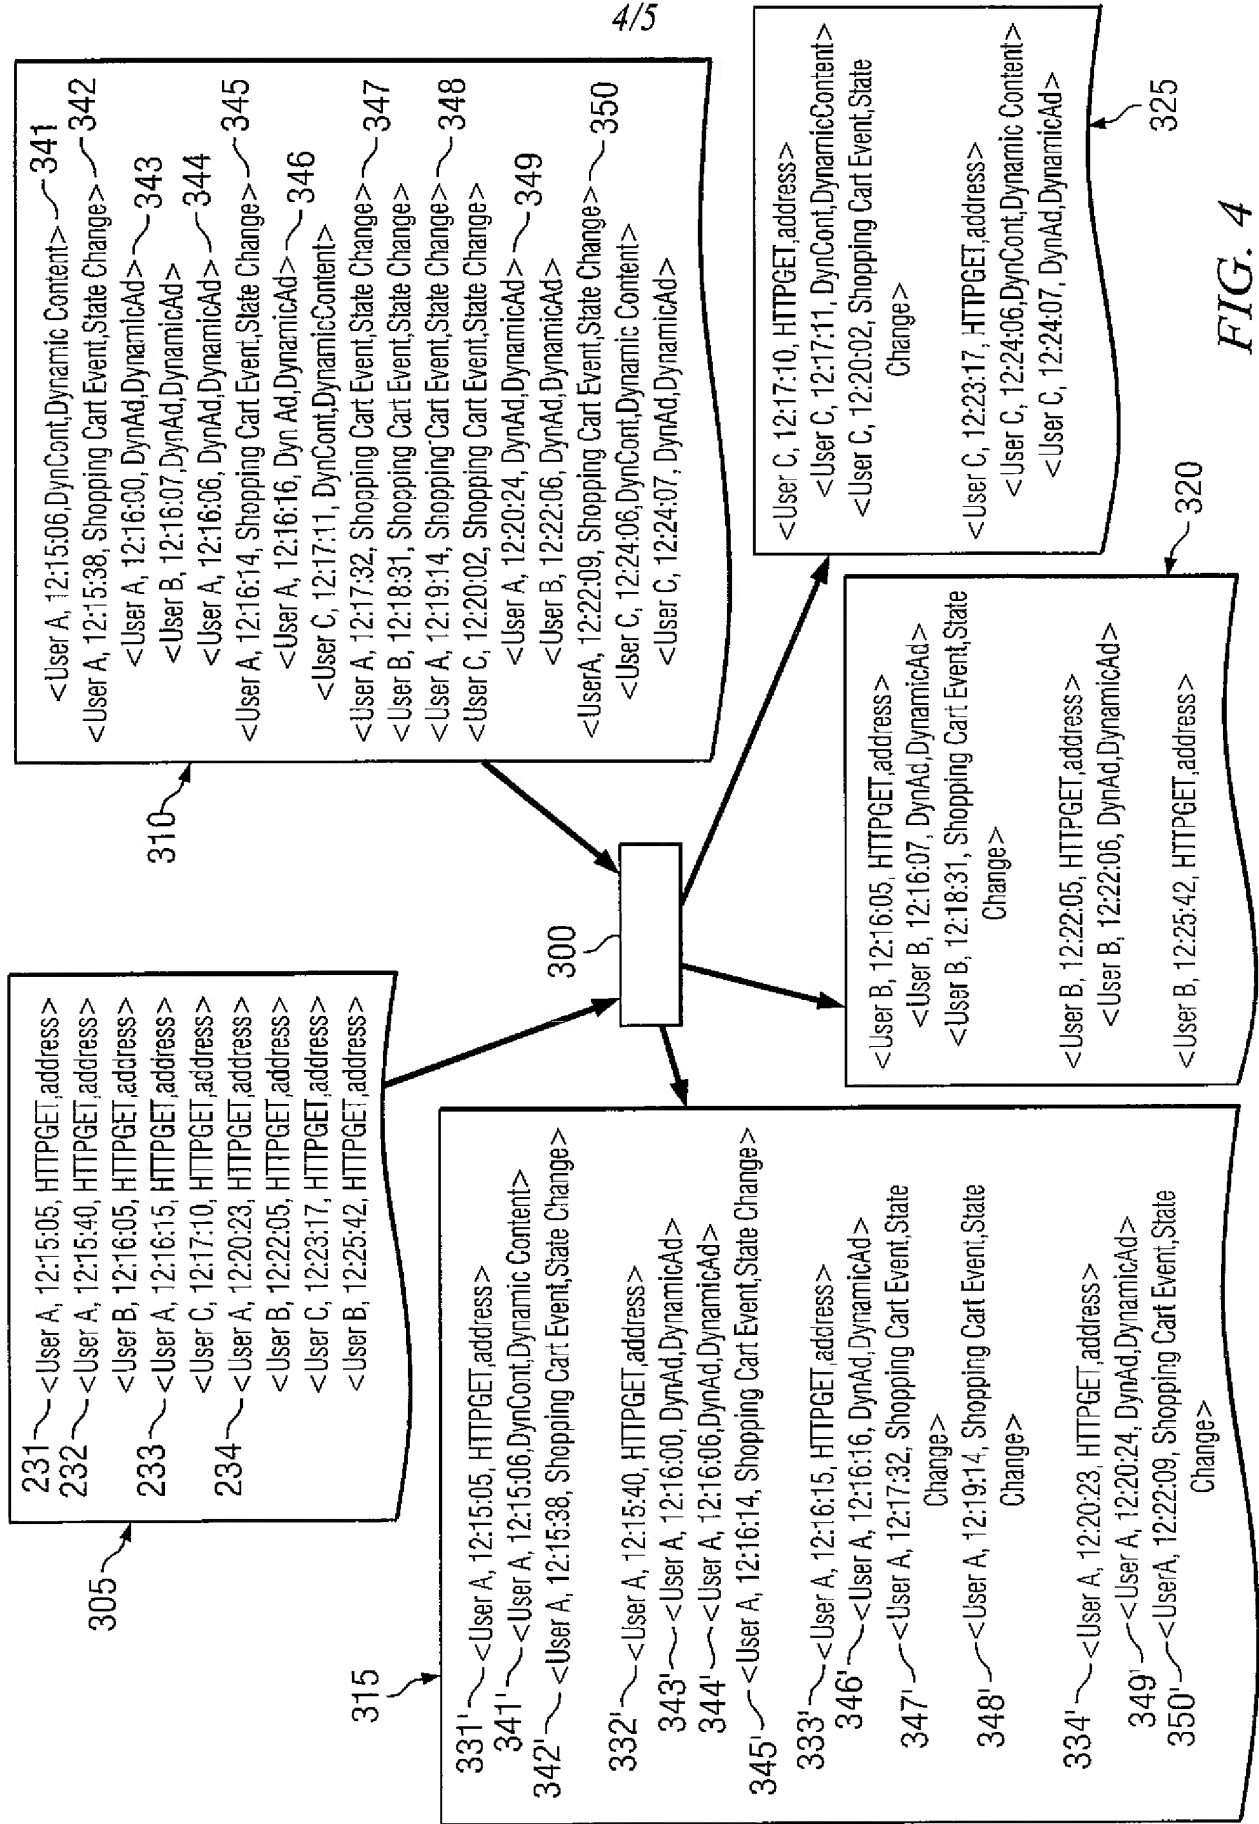 4/5
305
231 <User A, 12:15:05, HTTPGET,address>
232 <User A, 12:15:40, HTTPGET,address>
<User B, 12:16:05, HTTPGET,address>
233 <User A, 12:16:15, HTTPGET,address>
<User C, 12:17:10, HTTPGET,address>
234 <User A, 12:20:23, HTTPGET,address>
<User B, 12:22:05, HTTPGET,address>
<User C, 12:23:17, HTTPGET,address>
<User B, 12:25:42, HTTPGET,address>
310
<User A, 12:15:06,DynCont,Dynamic Content> 341
<User A, 12:15:38, Shopping Cart Event,State Change> 342
<User A, 12:16:00, DynAd,DynamicAd> 343
<User B, 12:16:07,DynAd,DynamicAd>
<User A, 12:16:06, DynAd,DynamicAd> 344
<User A, 12:16:14, Shopping Cart Event,State Change> 345
<User A, 12:16:16, Dyn Ad,DynamicAd> 346
<User C, 12:17:11, DynCont,DynamicContent>
<User A, 12:17:32, Shopping Cart Event,State Change> 347
<User B, 12:18:31, Shopping Cart Event,State Change>
<User A, 12:19:14, Shopping Cart Event,State Change> 348
<User C, 12:20:02, Shopping Cart Event,State Change>
<User A, 12:20:24, DynAd,DynamicAd> 349
<User B, 12:22:06, DynAd,DynamicAd>
<UserA, 12:22:09, Shopping Cart Event,State Change> 350
<User C, 12:24:06,DynCont,Dynamic Content>
<User C, 12:24:07, DynAd,DynamicAd>
300
315
331' <User A, 12:15:05, HTTPGET,address>
341' <User A, 12:15:06,DynCont,Dynamic Content>
342' <User A, 12:15:38, Shopping Cart Event,State Change>
332' <User A, 12:15:40, HTTPGET,address>
343' <User A, 12:16:00, DynAd,DynamicAd>
344' <User A, 12:16:06,DynAd,DynamicAd>
345' <User A, 12:16:14, Shopping Cart Event,State Change>
333' <User A, 12:16:15, HTTPGET,address>
346' <User A, 12:16:16, DynAd,DynamicAd>
347' <User A, 12:17:32, Shopping Cart Event,State
Change>
348' <User A, 12:19:14, Shopping Cart Event,State
Change>
334' <User A, 12:20:23, HTTPGET,address>
349' <User A, 12:20:24, DynAd,DynamicAd>
350' <UserA, 12:22:09, Shopping Cart Event,State
Change>
<User B, 12:16:05, HTTPGET,address>
<User B, 12:16:07, DynAd,DynamicAd>
<User B, 12:18:31, Shopping Cart Event,State
Change>
<User B, 12:22:05, HTTPGET,address>
<User B, 12:22:06, DynAd,DynamicAd>
<User B, 12:25:42, HTTPGET,address>
320
<User C, 12:17:10, HTTPGET,address>
<User C, 12:17:11, DynCont,DynamicContent>
<User C, 12:20:02, Shopping Cart Event,State
Change>
<User C, 12:23:17, HTTPGET,address>
<User C, 12:24:06,DynCont,Dynamic Content>
<User C, 12:24:07, DynAd,DynamicAd>
325
FIG. 4